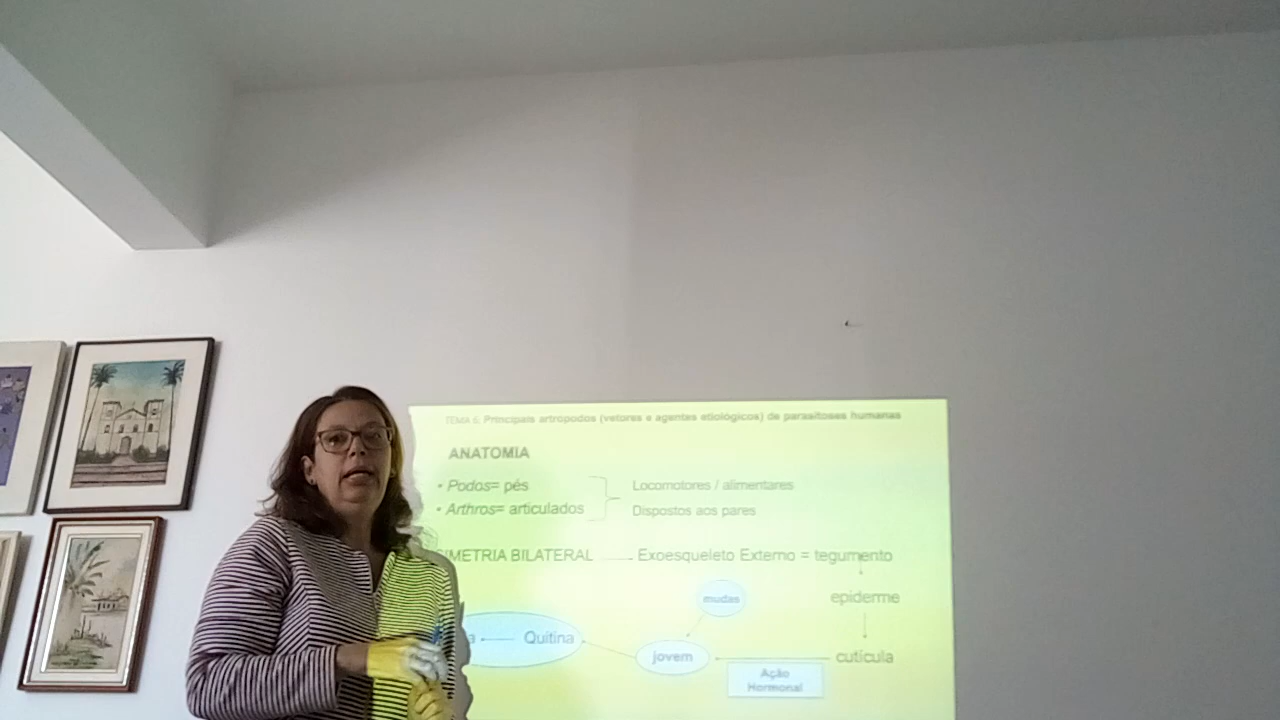 TEMA 6. Principais artrópodos (vetores e agentes etiológicos) de parasitoses humanas
ANATOMIA
• Podos= pés
Locomotores / alimentares
• Arthros= articulados
Dispostos aos pares
SIMETRIA BILATERAL
Exoesqueleto Externo = tegumento
mudas
epiderme
a
Quitina
jovem
cutícula
Ação
Hormonal